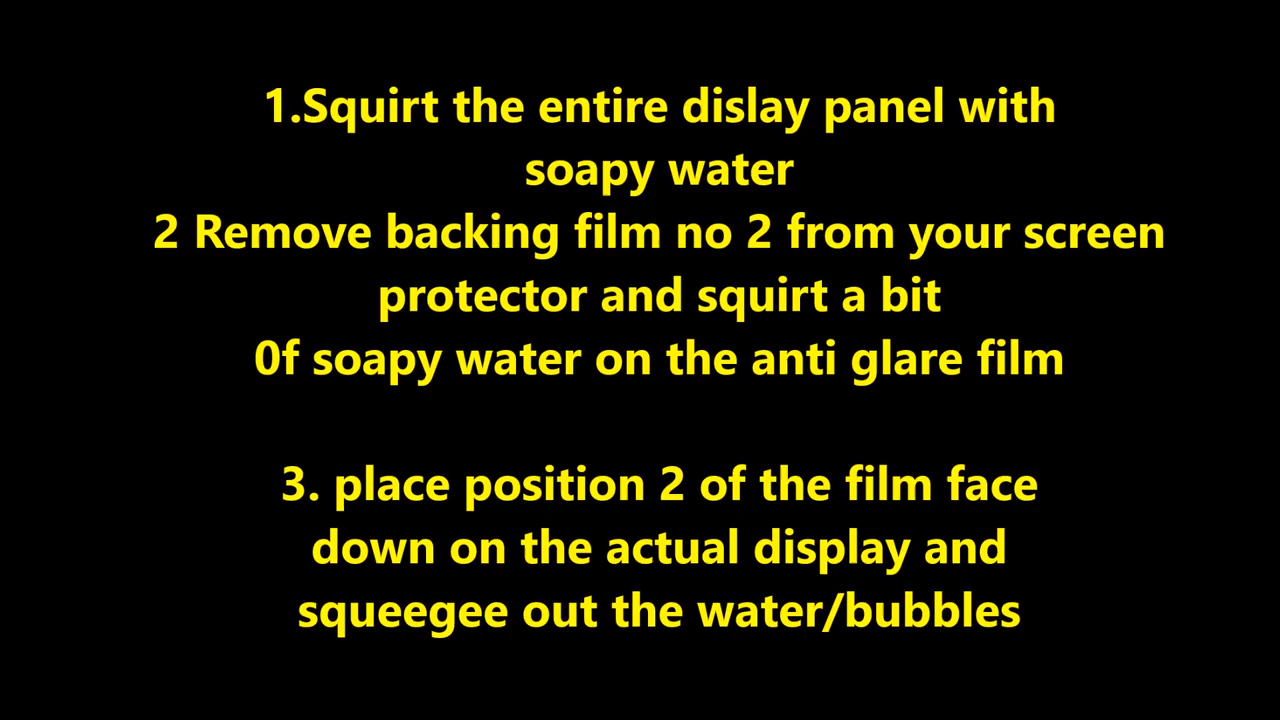 1.Squirt the entire dislay panel with
soapy water
2 Remove backing film no 2 from your screen
protector and squirt a bit
0f soapy water on the anti glare film
3. place position 2 of the film face
down on the actual display and
squeegee out the water/bubbles